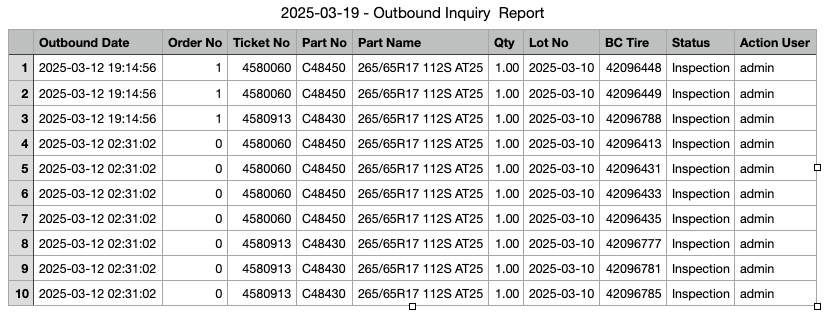 2025-03-19 - Outbound Inquiry Report
Outbound Date Order No Ticket No Part No Part Name Qty Lot No BC Tire Status Action User
1 2025-03-12 19:14:56 1 4580060 C48450 265/65R17 112S AT25 1.00 2025-03-10 42096448 Inspection admin
2 2025-03-12 19:14:56 1 4580060 C48450 265/65R17 112S AT25 1.00 2025-03-10 42096449 Inspection admin
3 2025-03-12 19:14:56 1 4580913 C48430 265/65R17 112S AT25 1.00 2025-03-10 42096788 Inspection admin
4 2025-03-12 02:31:02 0 4580060 C48450 265/65R17 112S AT25 1.00 2025-03-10 42096413 Inspection admin
5 2025-03-12 02:31:02 0 4580060 C48450 265/65R17 112S AT25 1.00 2025-03-10 42096431 Inspection admin
6 2025-03-12 02:31:02 0 4580060 C48450 265/65R17 112S AT25 1.00 2025-03-10 42096433 Inspection admin
7 2025-03-12 02:31:02 0 4580060 C48450 265/65R17 112S AT25 1.00 2025-03-10 42096435 Inspection admin
8 2025-03-12 02:31:02 0 4580913 C48430 265/65R17 112S AT25 1.00 2025-03-10 42096777 Inspection admin
9 2025-03-12 02:31:02 0 4580913 C48430 265/65R17 112S AT25 1.00 2025-03-10 42096781 Inspection admin
10 2025-03-12 02:31:02 0 4580913 C48430 265/65R17 112S AT25 1.00 2025-03-10 42096785 Inspection admin